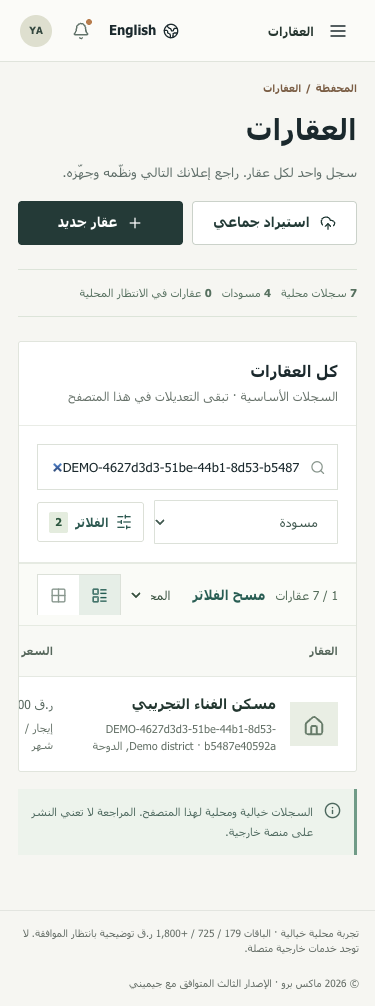 العقارات
English
YA
المحفظة / العقارات
العقارات
سجل واحد لكل عقار. راجع إعلانك التالي ونظّمه وجهّزه.
استيراد جماعي
عقار جديد
7 سجلات محلية 4 مسودات 0 عقارات في الانتظار المحلية
كل العقارات
السجلات الأساسية · تبقى التعديلات في هذا المتصفح
DEMO-4627d3d3-51be-44b1-8d53-b5487
مسودة
الفلاتر 2
1 / 7 عقارات
مسح الفلاتر
العقار
السعر
مسكن الفناء التجريبي
DEMO-4627d3d3-51be-44b1-8d53-
b5487e40592a · Demo district, الدوحة
ر.ق
إيجار /
شهر
السجلات خيالية ومحلية لهذا المتصفح. المراجعة لا تعني النشر
على منصة خارجية.
تجربة محلية خيالية · الباقات 179 / 725 / +1,800 ر.ق توضيحية بانتظار الموافقة. لا
توجد خدمات خارجية متصلة.
© 2026 ماكس برو · الإصدار الثالث المتوافق مع جيميني